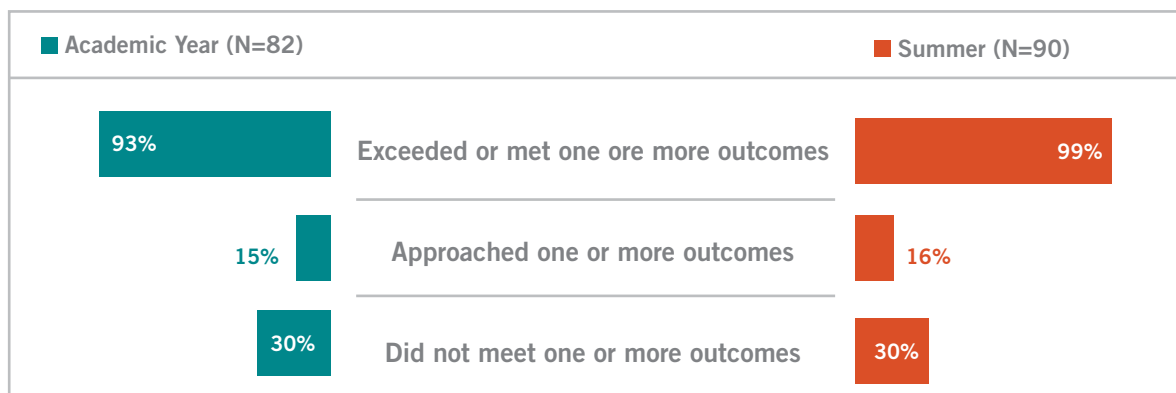 Academic Year (N=82)
Summer (N=90)
93%
Exceeded or met one ore more outcomes
99%
15%
Approached one or more outcomes
16%
30%
Did not meet one or more outcomes
30%